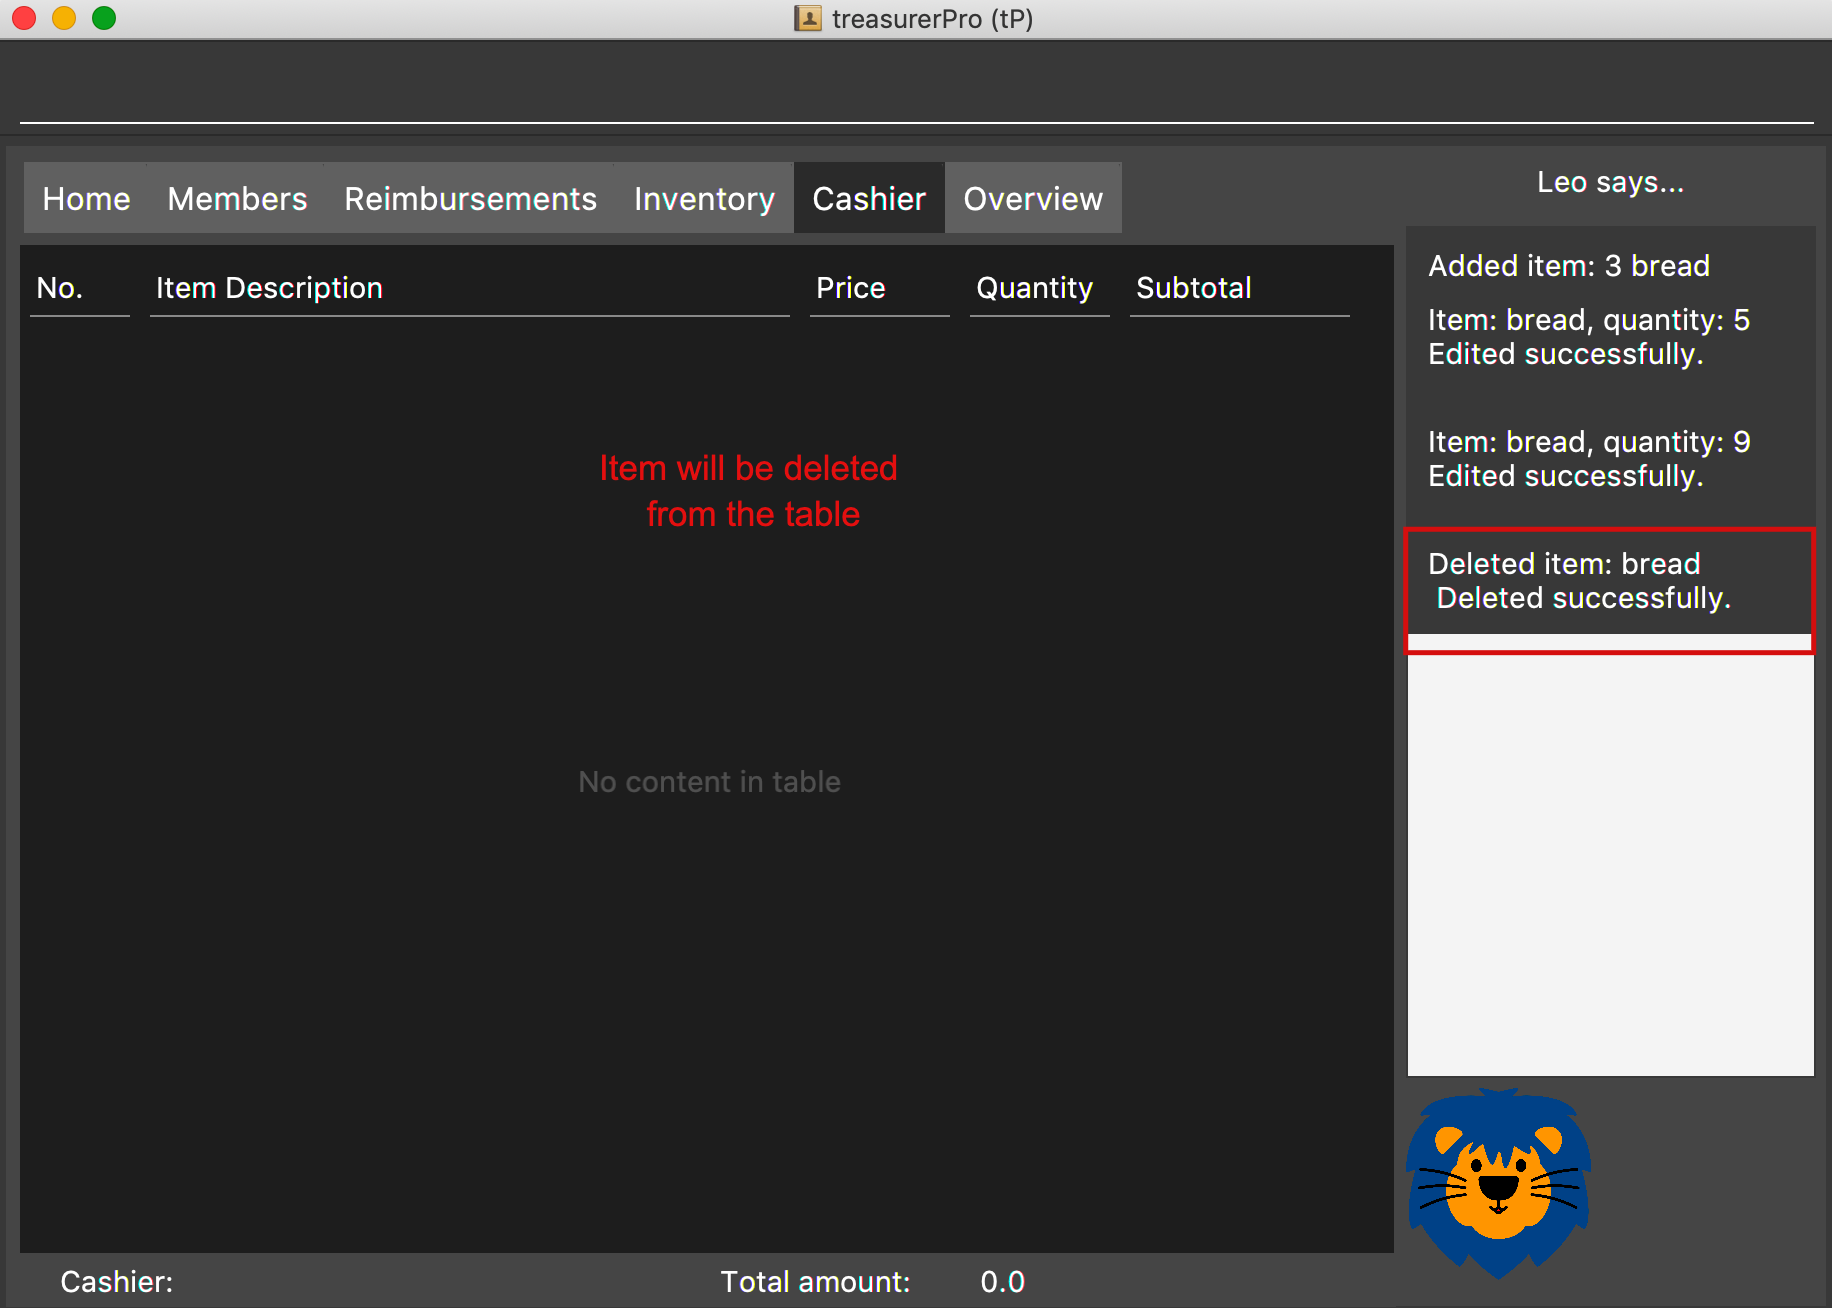 treasurerPro (tP)
Home Members Reimbursements Inventory Cashier Overview
No. Item Description Price Quantity Subtotal
Item will be deleted
from the table
No content in table
Cashier: Total amount: 0.0
Leo says...
Added item: 3 bread
Item: bread, quantity: 5
Edited successfully.
Item: bread, quantity: 9
Edited successfully.
Deleted item: bread
Deleted successfully.